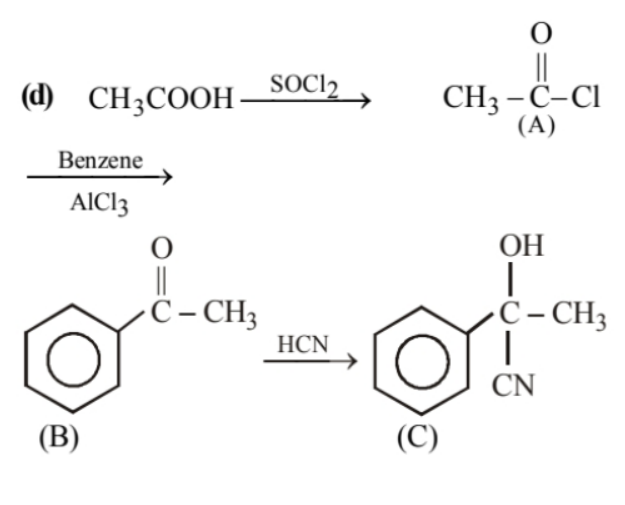 O
(d) CH₃COOH SOCl₂ CH₃ – C – Cl
(A)
Benzene
AlCl₃
O
C – CH₃
(B)
HCN
OH
C – CH₃
CN
(C)